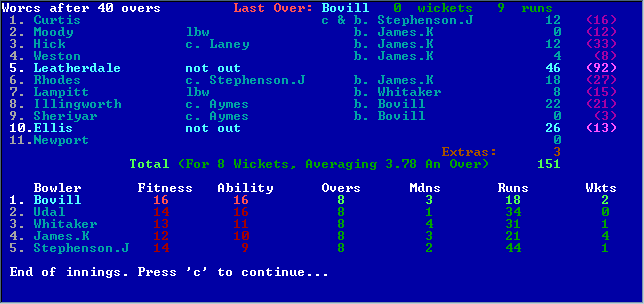 Worcs after 40 overs Last Over: Bovill 0 wickets 9 runs
1. Curtis c & b. Stephenson.J 12 (16)
2. Moody lbw b. James.K 0 (12)
3. Hick c. Laney b. James.K 12 (33)
4. Weston b. James.K 4 (8)
5. Leatherdale not out 46 (92)
6. Rhodes c. Stephenson.J b. James.K 18 (27)
7. Lampitt lbw b. Whitaker 8 (15)
8. Illingworth c. Aymes b. Bovill 22 (21)
9. Sheriyar c. Aymes b. Bovill 0 (3)
10.Ellis not out 26 (13)
11.Newport 0
Extras: 3
Total (For 8 Wickets, Averaging 3.78 An Over) 151
Bowler Fitness Ability Overs Mdns Runs Wkts
1. Bovill 16 16 8 3 18 2
2. Udal 14 16 8 1 34 0
3. Whitaker 13 11 8 4 31 1
4. James.K 12 10 8 3 21 4
5. Stephenson.J 14 9 8 2 44 1
End of innings. Press 'c' to continue...